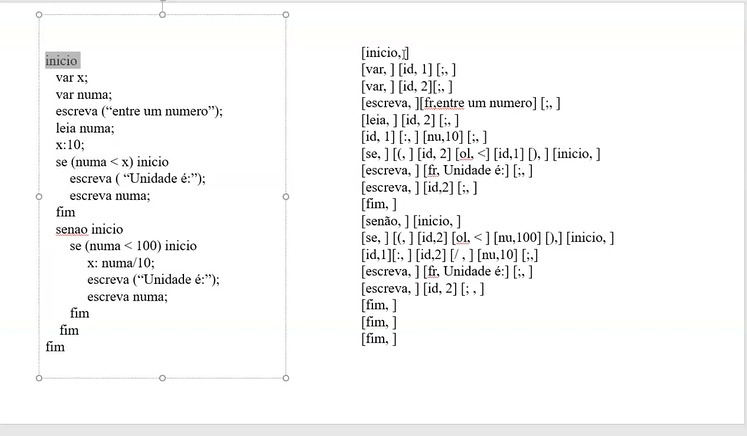 inicio
var x;
var numa;
escreva (“entre um numero”);
leia numa;
x:10;
se (numa < x) inicio
escreva ( “Unidade é:”);
escreva numa;
fim
senao inicio
se (numa < 100) inicio
x: numa/10;
escreva (“Unidade é:”);
escreva numa;
fim
fim
fim
[inicio, ]
[var, ] [id, 1] [;, ]
[var, ] [id, 2][;, ]
[escreva, ][fr,entre um numero] [;, ]
[leia, ] [id, 2] [;, ]
[id, 1] [:, ] [nu,10] [;, ]
[se, ] [(, ] [id, 2] [ol, <] [id,1] [), ] [inicio, ]
[escreva, ] [fr, Unidade é:] [;, ]
[escreva, ] [id,2] [;, ]
[fim, ]
[senão, ] [inicio, ]
[se, ] [(, ] [id,2] [ol, < ] [nu,100] [),] [inicio, ]
[id,1][:, ] [id,2] [/ , ] [nu,10] [;,]
[escreva, ] [fr, Unidade é:] [;, ]
[escreva, ] [id, 2] [; , ]
[fim, ]
[fim, ]
[fim, ]